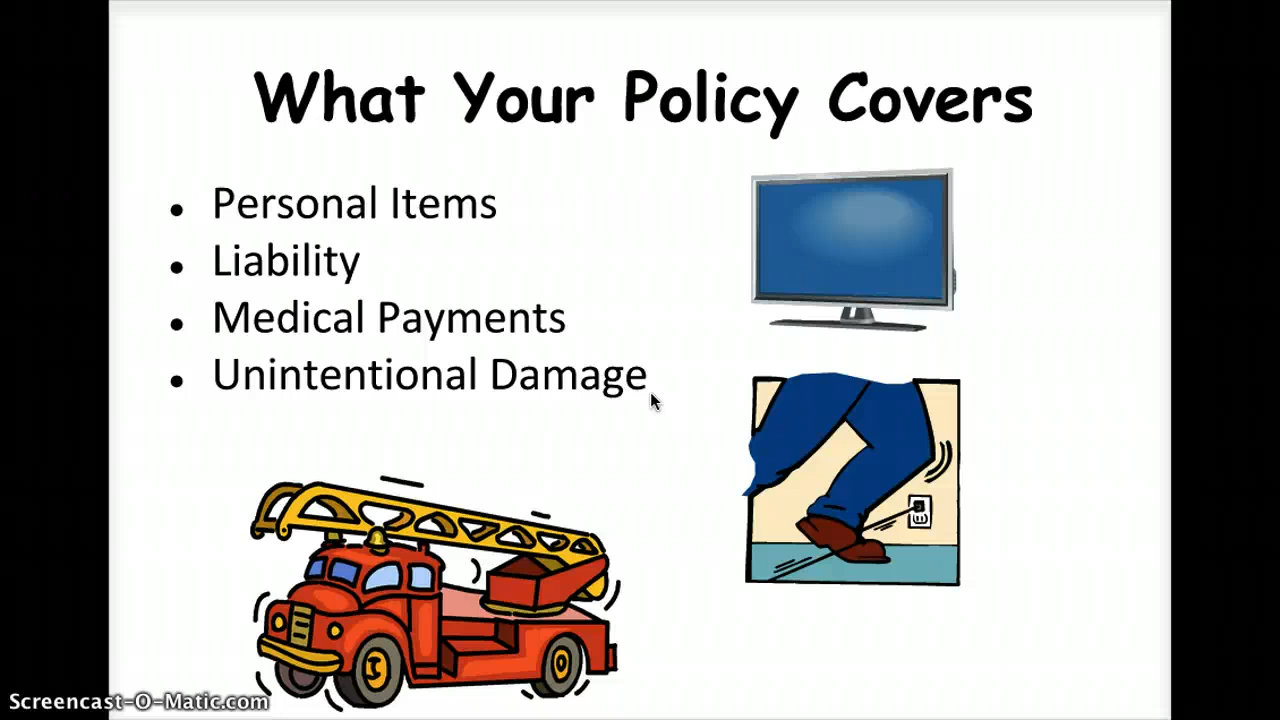 What Your Policy Covers
Personal Items
Liability
Medical Payments
Unintentional Damage
Screencast-O-Matic.com